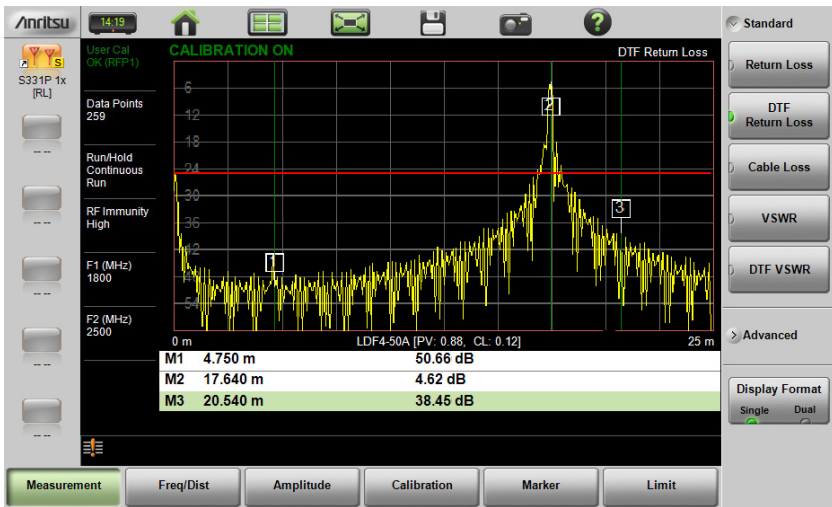 Anritsu
14:19
?
Standard
S331P 1x
[RL]
-- --
-- --
-- --
-- --
-- --
User Cal
OK (RFP1)
Data Points
259
Run/Hold
Continuous
Run
RF Immunity
High
F1 (MHz)
1800
F2 (MHz)
2500
CALIBRATION ON
DTF Return Loss
6
12
18
24
30
36
42
48
54
1
2
3
0 m
LDF4-50A [PV: 0.88, CL: 0.12]
25 m
M1 4.750 m 50.66 dB
M2 17.640 m 4.62 dB
M3 20.540 m 38.45 dB
Return Loss
DTF
Return Loss
Cable Loss
VSWR
DTF VSWR
Advanced
Display Format
Single Dual
Measurement
Freq/Dist
Amplitude
Calibration
Marker
Limit